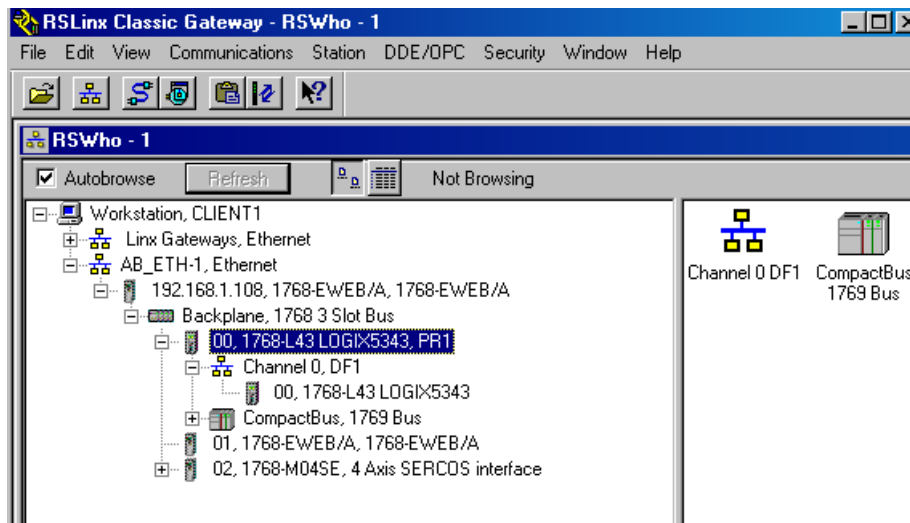 RSLinx Classic Gateway - RSWho - 1
File Edit View Communications Station DDE/OPC Security Window Help
RSWho - 1
Autobrowse Refresh Not Browsing
Workstation, CLIENT1
Linx Gateways, Ethernet
AB_ETH-1, Ethernet
192.168.1.108, 1768-EWEB/A, 1768-EWEB/A
Backplane, 1768 3 Slot Bus
00, 1768-L43 LOGIX5343, PR1
Channel 0, DF1
00, 1768-L43 LOGIX5343
CompactBus, 1769 Bus
01, 1768-EWEB/A, 1768-EWEB/A
02, 1768-M04SE, 4 Axis SERCOS interface
Channel 0 DF1
CompactBus
1769 Bus